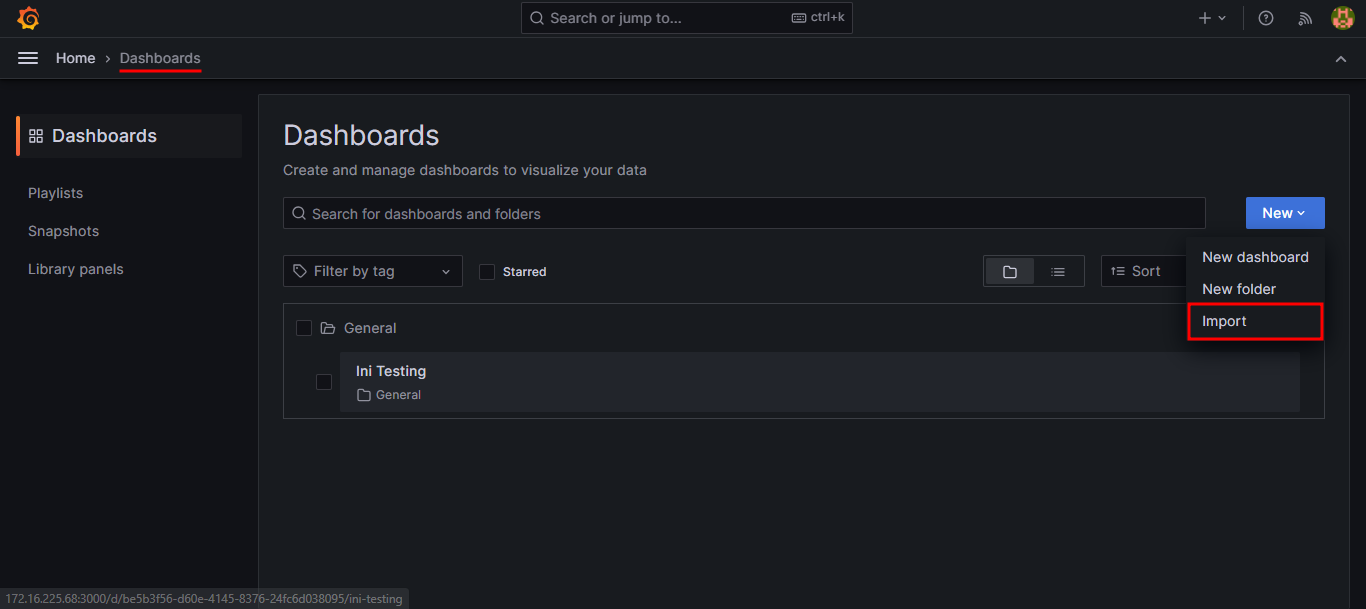 Search or jump to... ctrl+k
Home › Dashboards
Dashboards
Playlists
Snapshots
Library panels
Dashboards
Create and manage dashboards to visualize your data
Search for dashboards and folders
New
Filter by tag
Starred
Sort
New dashboard
New folder
Import
General
Ini Testing
General
172.16.225.68:3000/d/be5b3f56-d60e-4145-8376-24fc6d038095/ini-testing